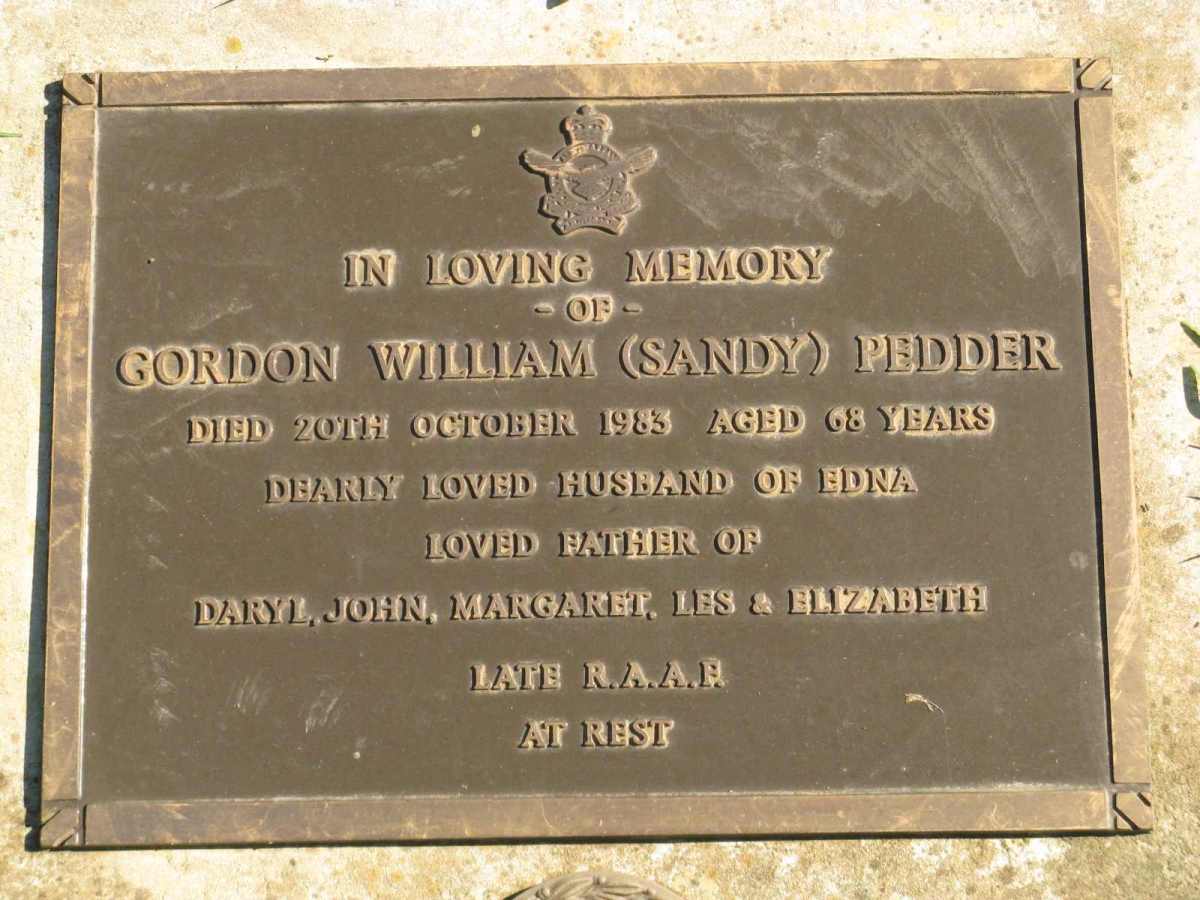 IN LOVING MEMORY
- OF -
GORDON WILLIAM (SANDY) PEDDER
DIED 20TH OCTOBER 1983 AGED 68 YEARS
DEARLY LOVED HUSBAND OF EDNA
LOVED FATHER OF
DARYL, JOHN, MARGARET, LES & ELIZABETH
LATE R.A.A.F.
AT REST